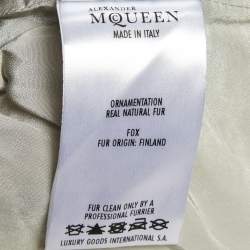 ALEXANDER
MCQUEEN
MADE IN ITALY
ORNAMENTATION
REAL NATURAL FUR
FOX
FUR ORIGIN: FINLAND
FUR CLEAN ONLY BY A
PROFESSIONAL FURRIER
LUXURY GOODS INTERNATIONAL S.A.